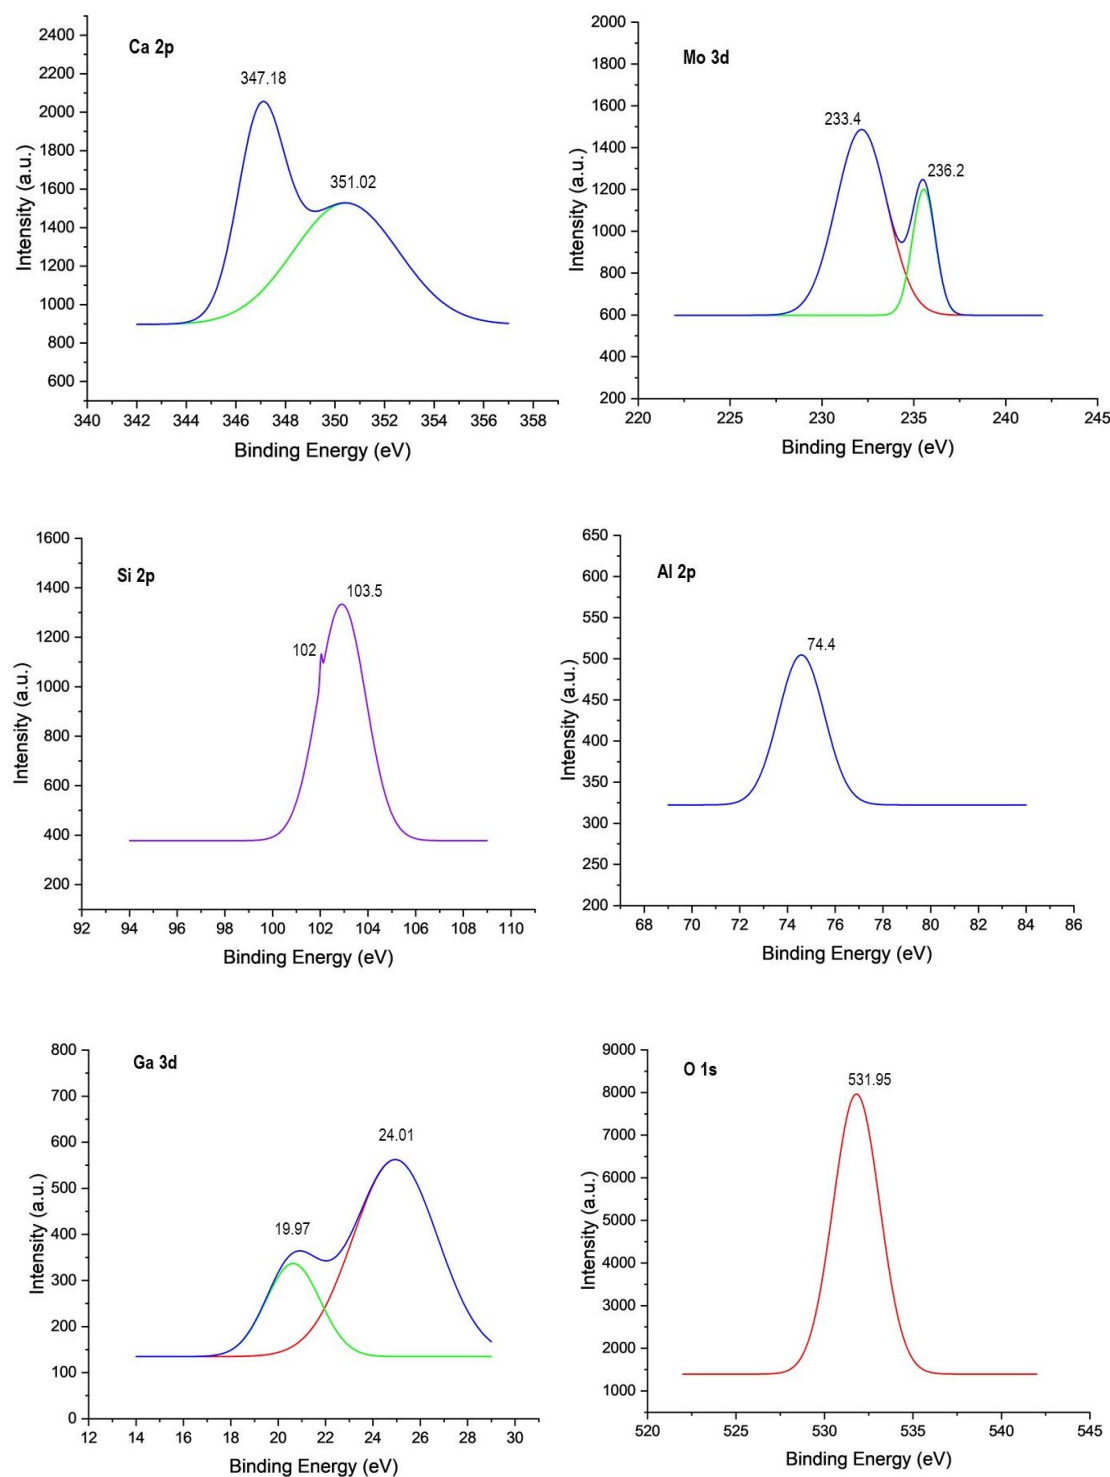 Ca 2p
347.18
351.02
Intensity (a.u.)
2400
2200
2000
1800
1600
1400
1200
1000
800
600
340 342 344 346 348 350 352 354 356 358
Binding Energy (eV)
Mo 3d
233.4
236.2
Intensity (a.u.)
2000
1800
1600
1400
1200
1000
800
600
400
200
220 225 230 235 240 245
Binding Energy (eV)
Si 2p
103.5
102
Intensity (a.u.)
1600
1400
1200
1000
800
600
400
200
92 94 96 98 100 102 104 106 108 110
Binding Energy (eV)
Al 2p
74.4
Intensity (a.u.)
650
600
550
500
450
400
350
300
250
200
68 70 72 74 76 78 80 82 84 86
Binding Energy (eV)
Ga 3d
24.01
19.97
Intensity (a.u.)
800
700
600
500
400
300
200
100
0
12 14 16 18 20 22 24 26 28 30
Binding Energy (eV)
O 1s
531.95
Intensity (a.u.)
9000
8000
7000
6000
5000
4000
3000
2000
1000
520 525 530 535 540 545
Binding Energy (eV)